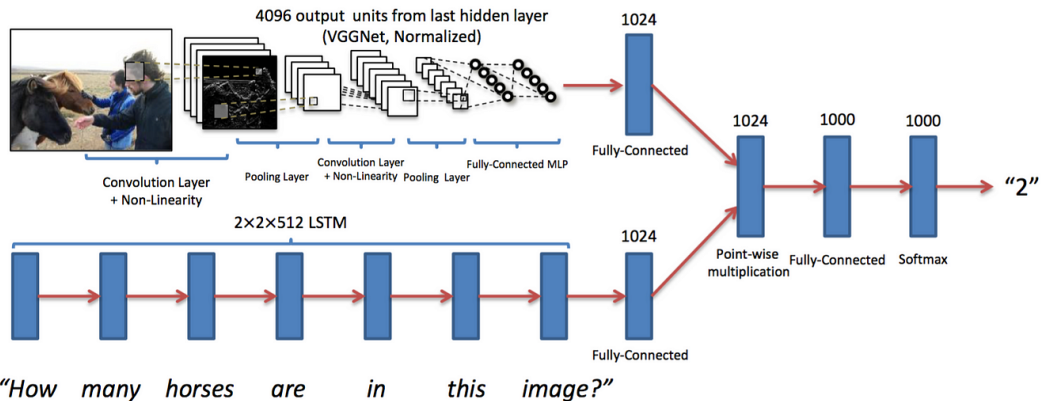 4096 output units from last hidden layer
(VGGNet, Normalized)
1024
Convolution Layer
+ Non-Linearity
Pooling Layer
Convolution Layer
+ Non-Linearity
Pooling Layer
Fully-Connected MLP
Fully-Connected
2×2×512 LSTM
1024
Fully-Connected
1024
Point-wise
multiplication
1000
Fully-Connected
1000
Softmax
“2”
“How many horses are in this image?”